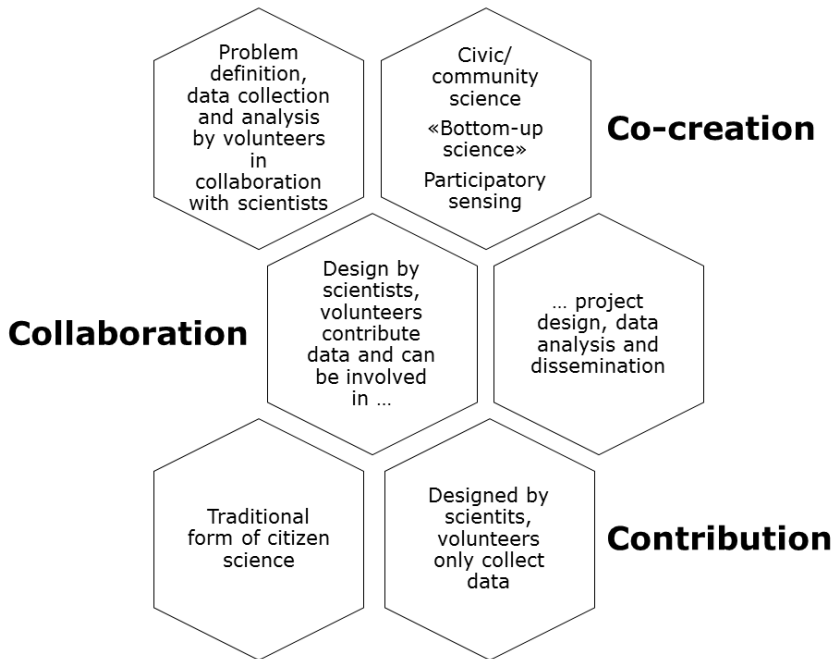 Problem
definition,
data collection
and analysis
by volunteers
in
collaboration
with scientists
Civic/
community
science
«Bottom-up
science»
Participatory
sensing
Co-creation
Collaboration
Design by
scientists,
volunteers
contribute
data and can
be involved
in …
… project
design, data
analysis and
dissemination
Traditional
form of citizen
science
Designed by
scientits,
volunteers
only collect
data
Contribution